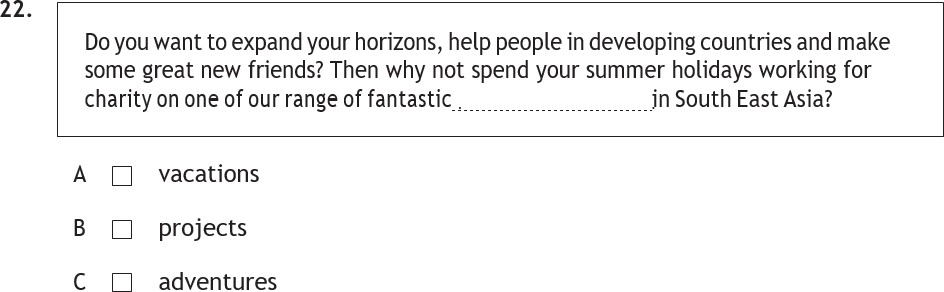 22.
Do you want to expand your horizons, help people in developing countries and make
some great new friends? Then why not spend your summer holidays working for
charity on one of our range of fantastic ........................ in South East Asia?
A vacations
B projects
C adventures